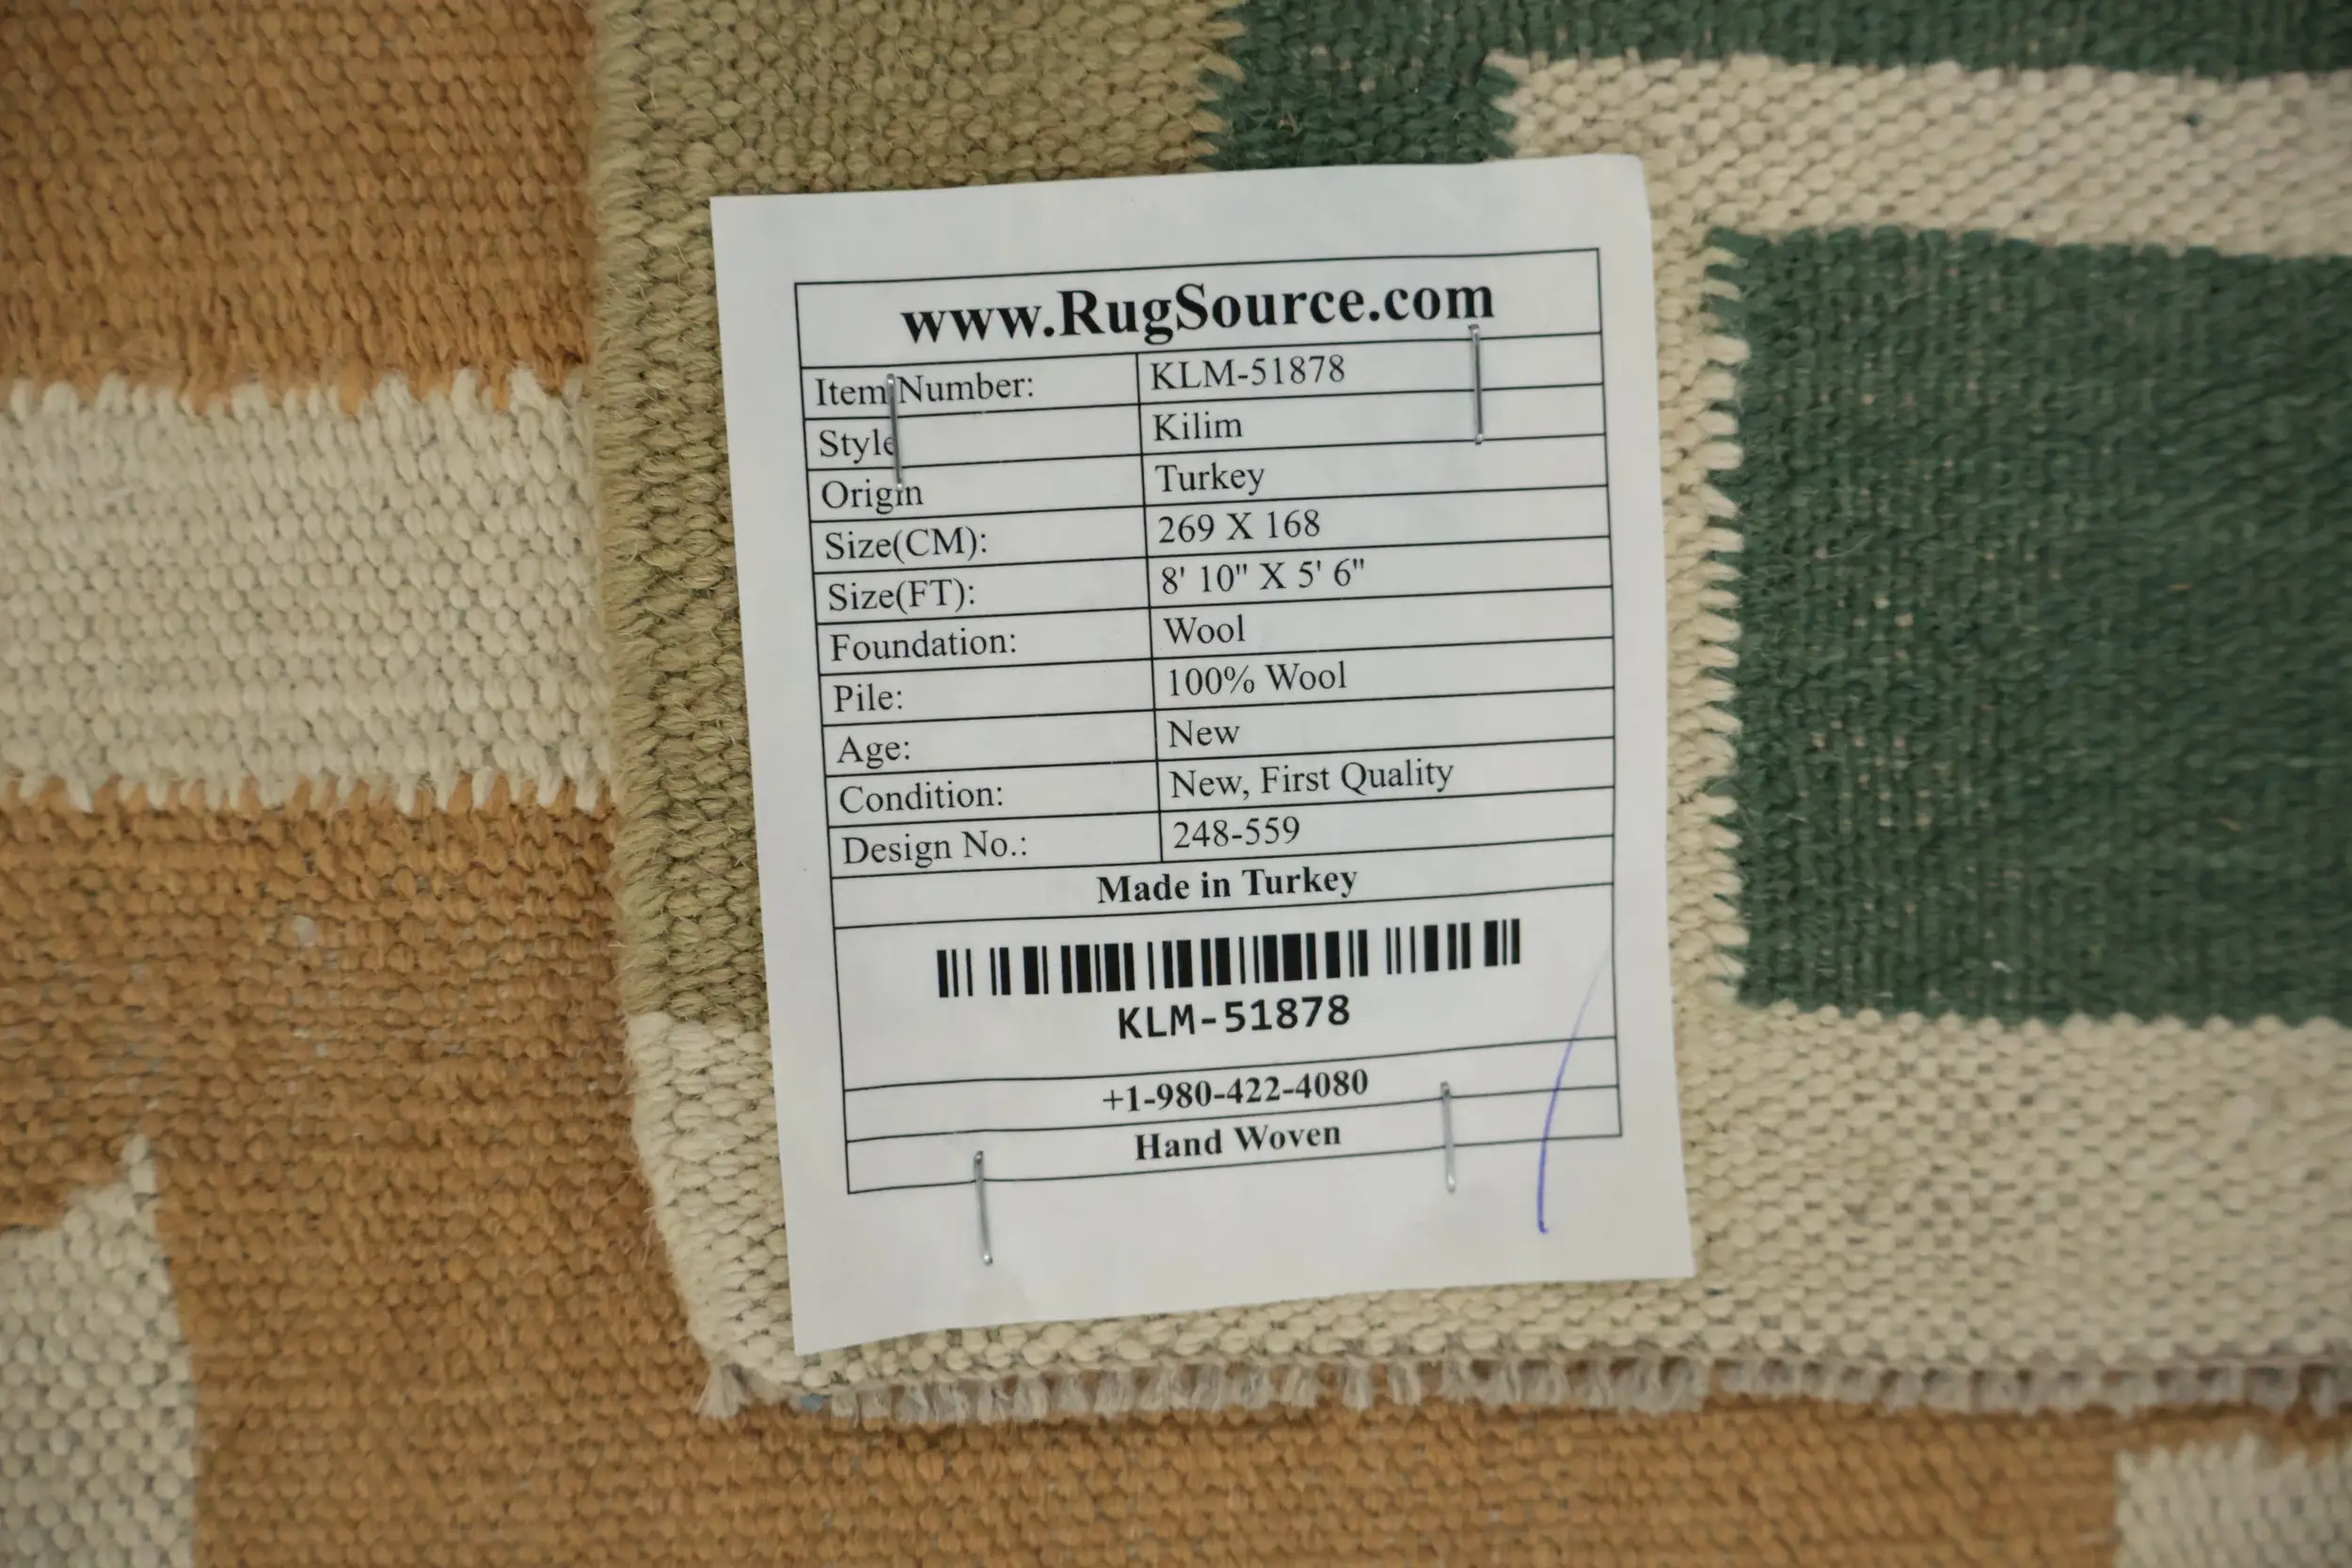 www.RugSource.com
Item Number: KLM-51878
Style Kilim
Origin Turkey
Size(CM): 269 X 168
Size(FT): 8' 10" X 5' 6"
Foundation: Wool
Pile: 100% Wool
Age: New
Condition: New, First Quality
Design No.: 248-559
Made in Turkey
KLM-51878
+1-980-422-4080
Hand Woven